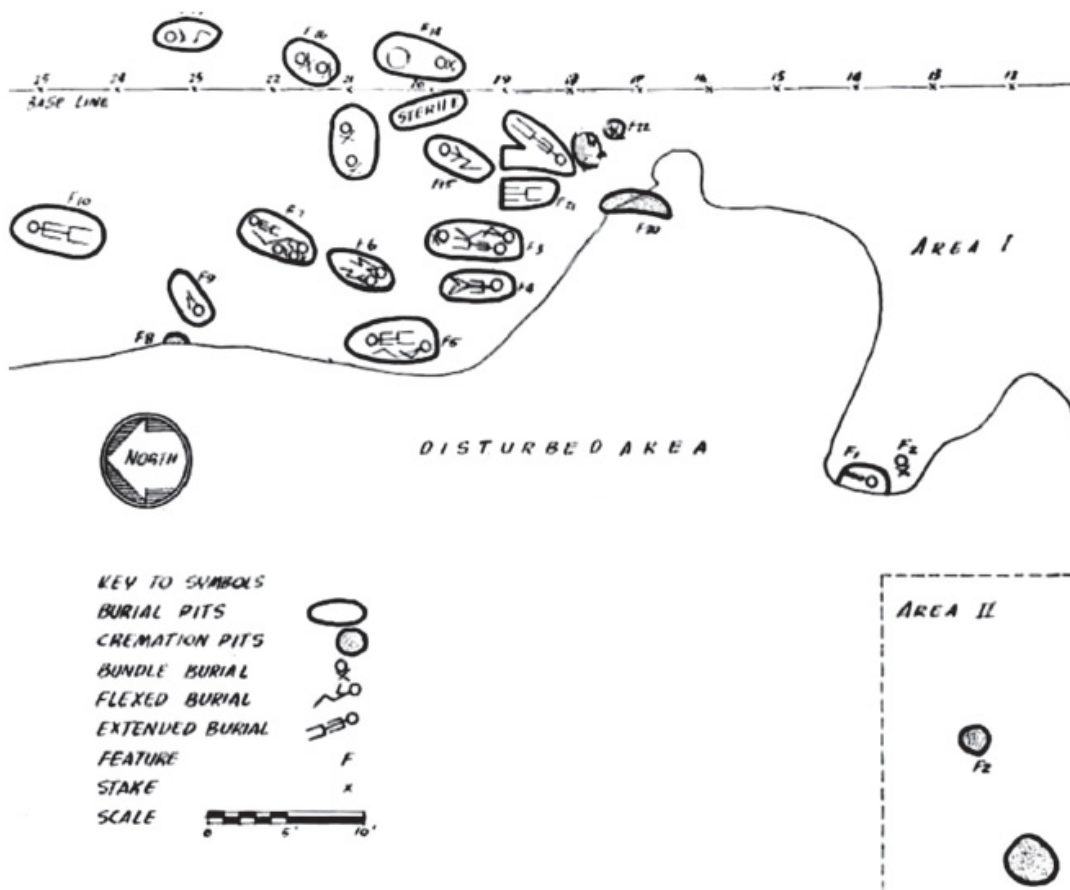 F16
F14
25 24 23 22 21 20 19 18 17 16 14 13 12
BASE LINE
STERILE
F22
F15
F21
F10
F7
F6
F3
F20
AREA I
F9
F4
F8
F5
NORTH
DISTURBED AREA
F1
F2
KEY TO SYMBOLS
BURIAL PITS
CREMATION PITS
BUNDLE BURIAL
FLEXED BURIAL
EXTENDED BURIAL
FEATURE F
STAKE x
SCALE 0 5' 10'
AREA II
F2